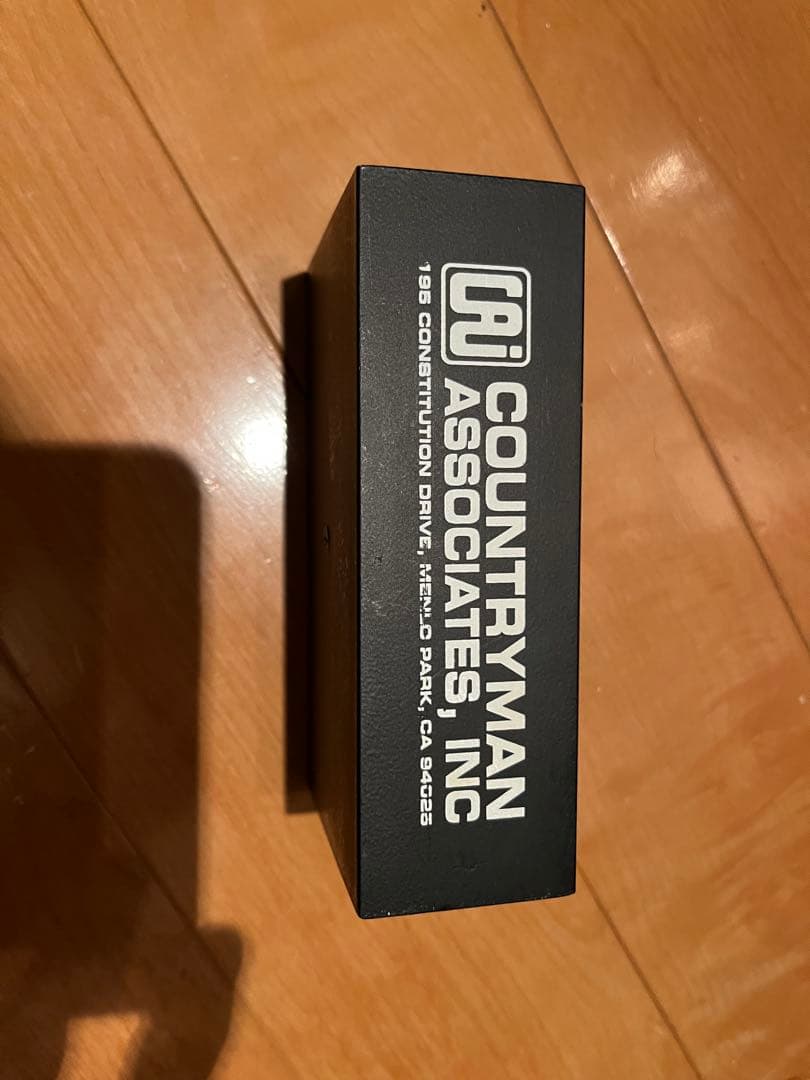 CAI COUNTRYMAN
ASSOCIATES, INC
195 CONSTITUTION DRIVE, MENLO PARK, CA 94025